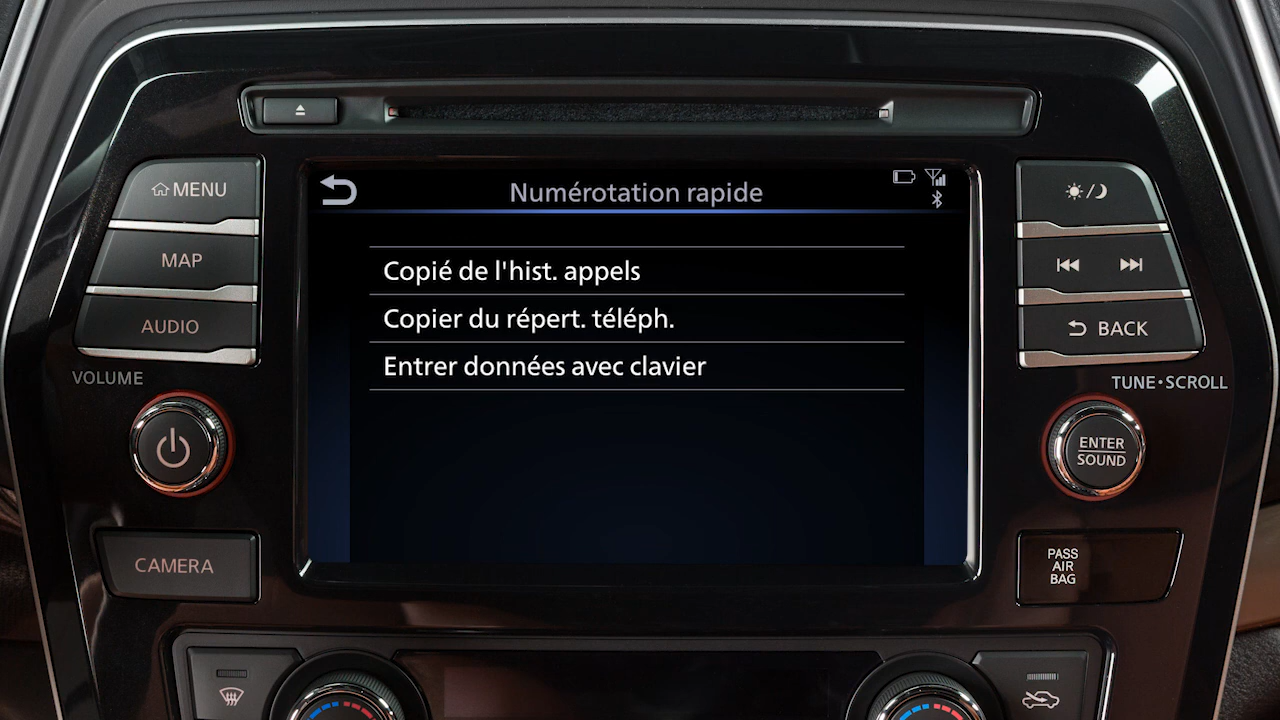 MENU
MAP
AUDIO
VOLUME
CAMERA
Numérotation rapide
Copié de l'hist. appels
Copier du répert. téléph.
Entrer données avec clavier
BACK
TUNE•SCROLL
ENTER
SOUND
PASS
AIR
BAG